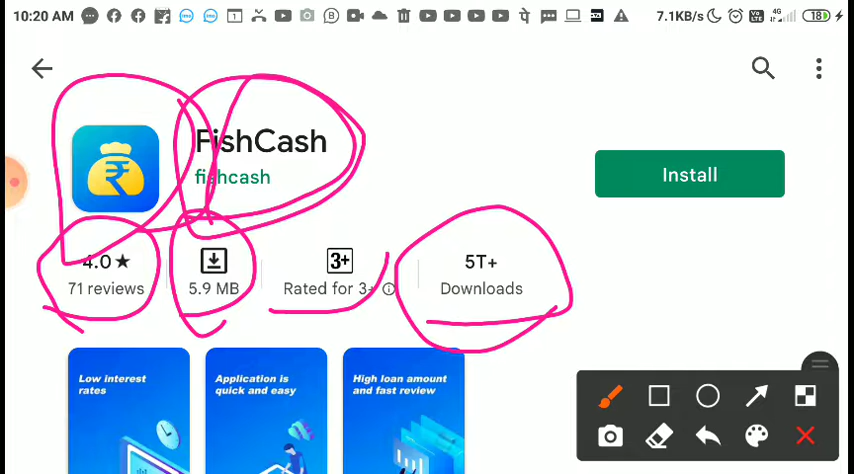 10:20 AM
7.1KB/s
4G
18
FishCash
fishcash
Install
4.0★
71 reviews
5.9 MB
3+
Rated for 3+
5T+
Downloads
Low interest
rates
Application is
quick and easy
High loan amount
and fast review